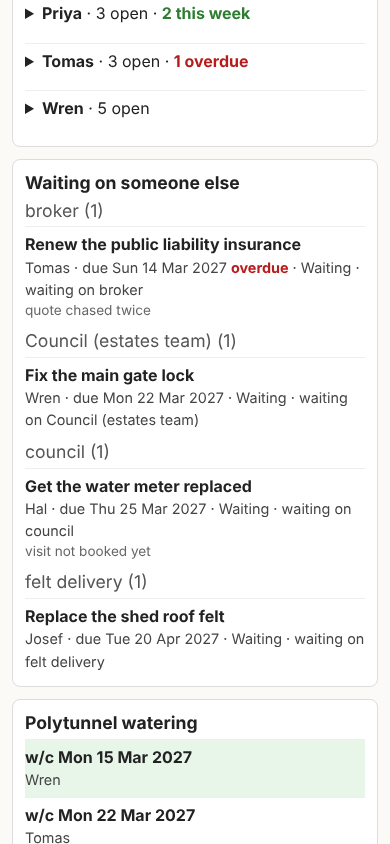 ▶ Priya · 3 open · 2 this week
▶ Tomas · 3 open · 1 overdue
▶ Wren · 5 open
Waiting on someone else
broker (1)
Renew the public liability insurance
Tomas · due Sun 14 Mar 2027 overdue · Waiting ·
waiting on broker
quote chased twice
Council (estates team) (1)
Fix the main gate lock
Wren · due Mon 22 Mar 2027 · Waiting · waiting
on Council (estates team)
council (1)
Get the water meter replaced
Hal · due Thu 25 Mar 2027 · Waiting · waiting on
council
visit not booked yet
felt delivery (1)
Replace the shed roof felt
Josef · due Tue 20 Apr 2027 · Waiting · waiting on
felt delivery
Polytunnel watering
w/c Mon 15 Mar 2027
Wren
w/c Mon 22 Mar 2027
Tomas